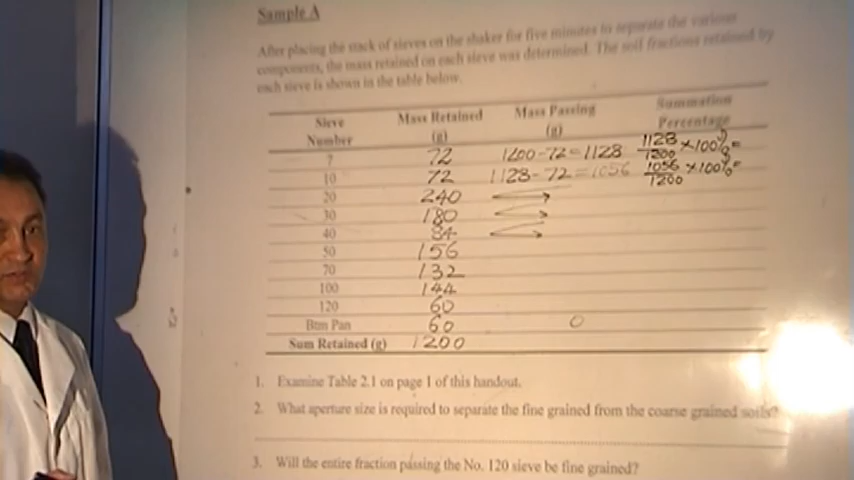 Sample A
After placing the stack of sieves on the shaker for five minutes to separate the various
components, the mass retained on each sieve was determined. The soil fractions retained by
each sieve is shown in the table below.
Sieve Number Mass Retained (g) Mass Passing (g) Summation Percentage
7 72 1200-72=1128 1128/1200 ×100%=
10 72 1128-72=1056 1056/1200 ×100%=
20 240
30 180
40 84
50 156
70 132
100 144
120 60
Bum Pan 60 0
Sum Retained (g) 1200
1. Examine Table 2.1 on page 1 of this handout.
2. What aperture size is required to separate the fine grained from the coarse grained soils?
3. Will the entire fraction passing the No. 120 sieve be fine grained?